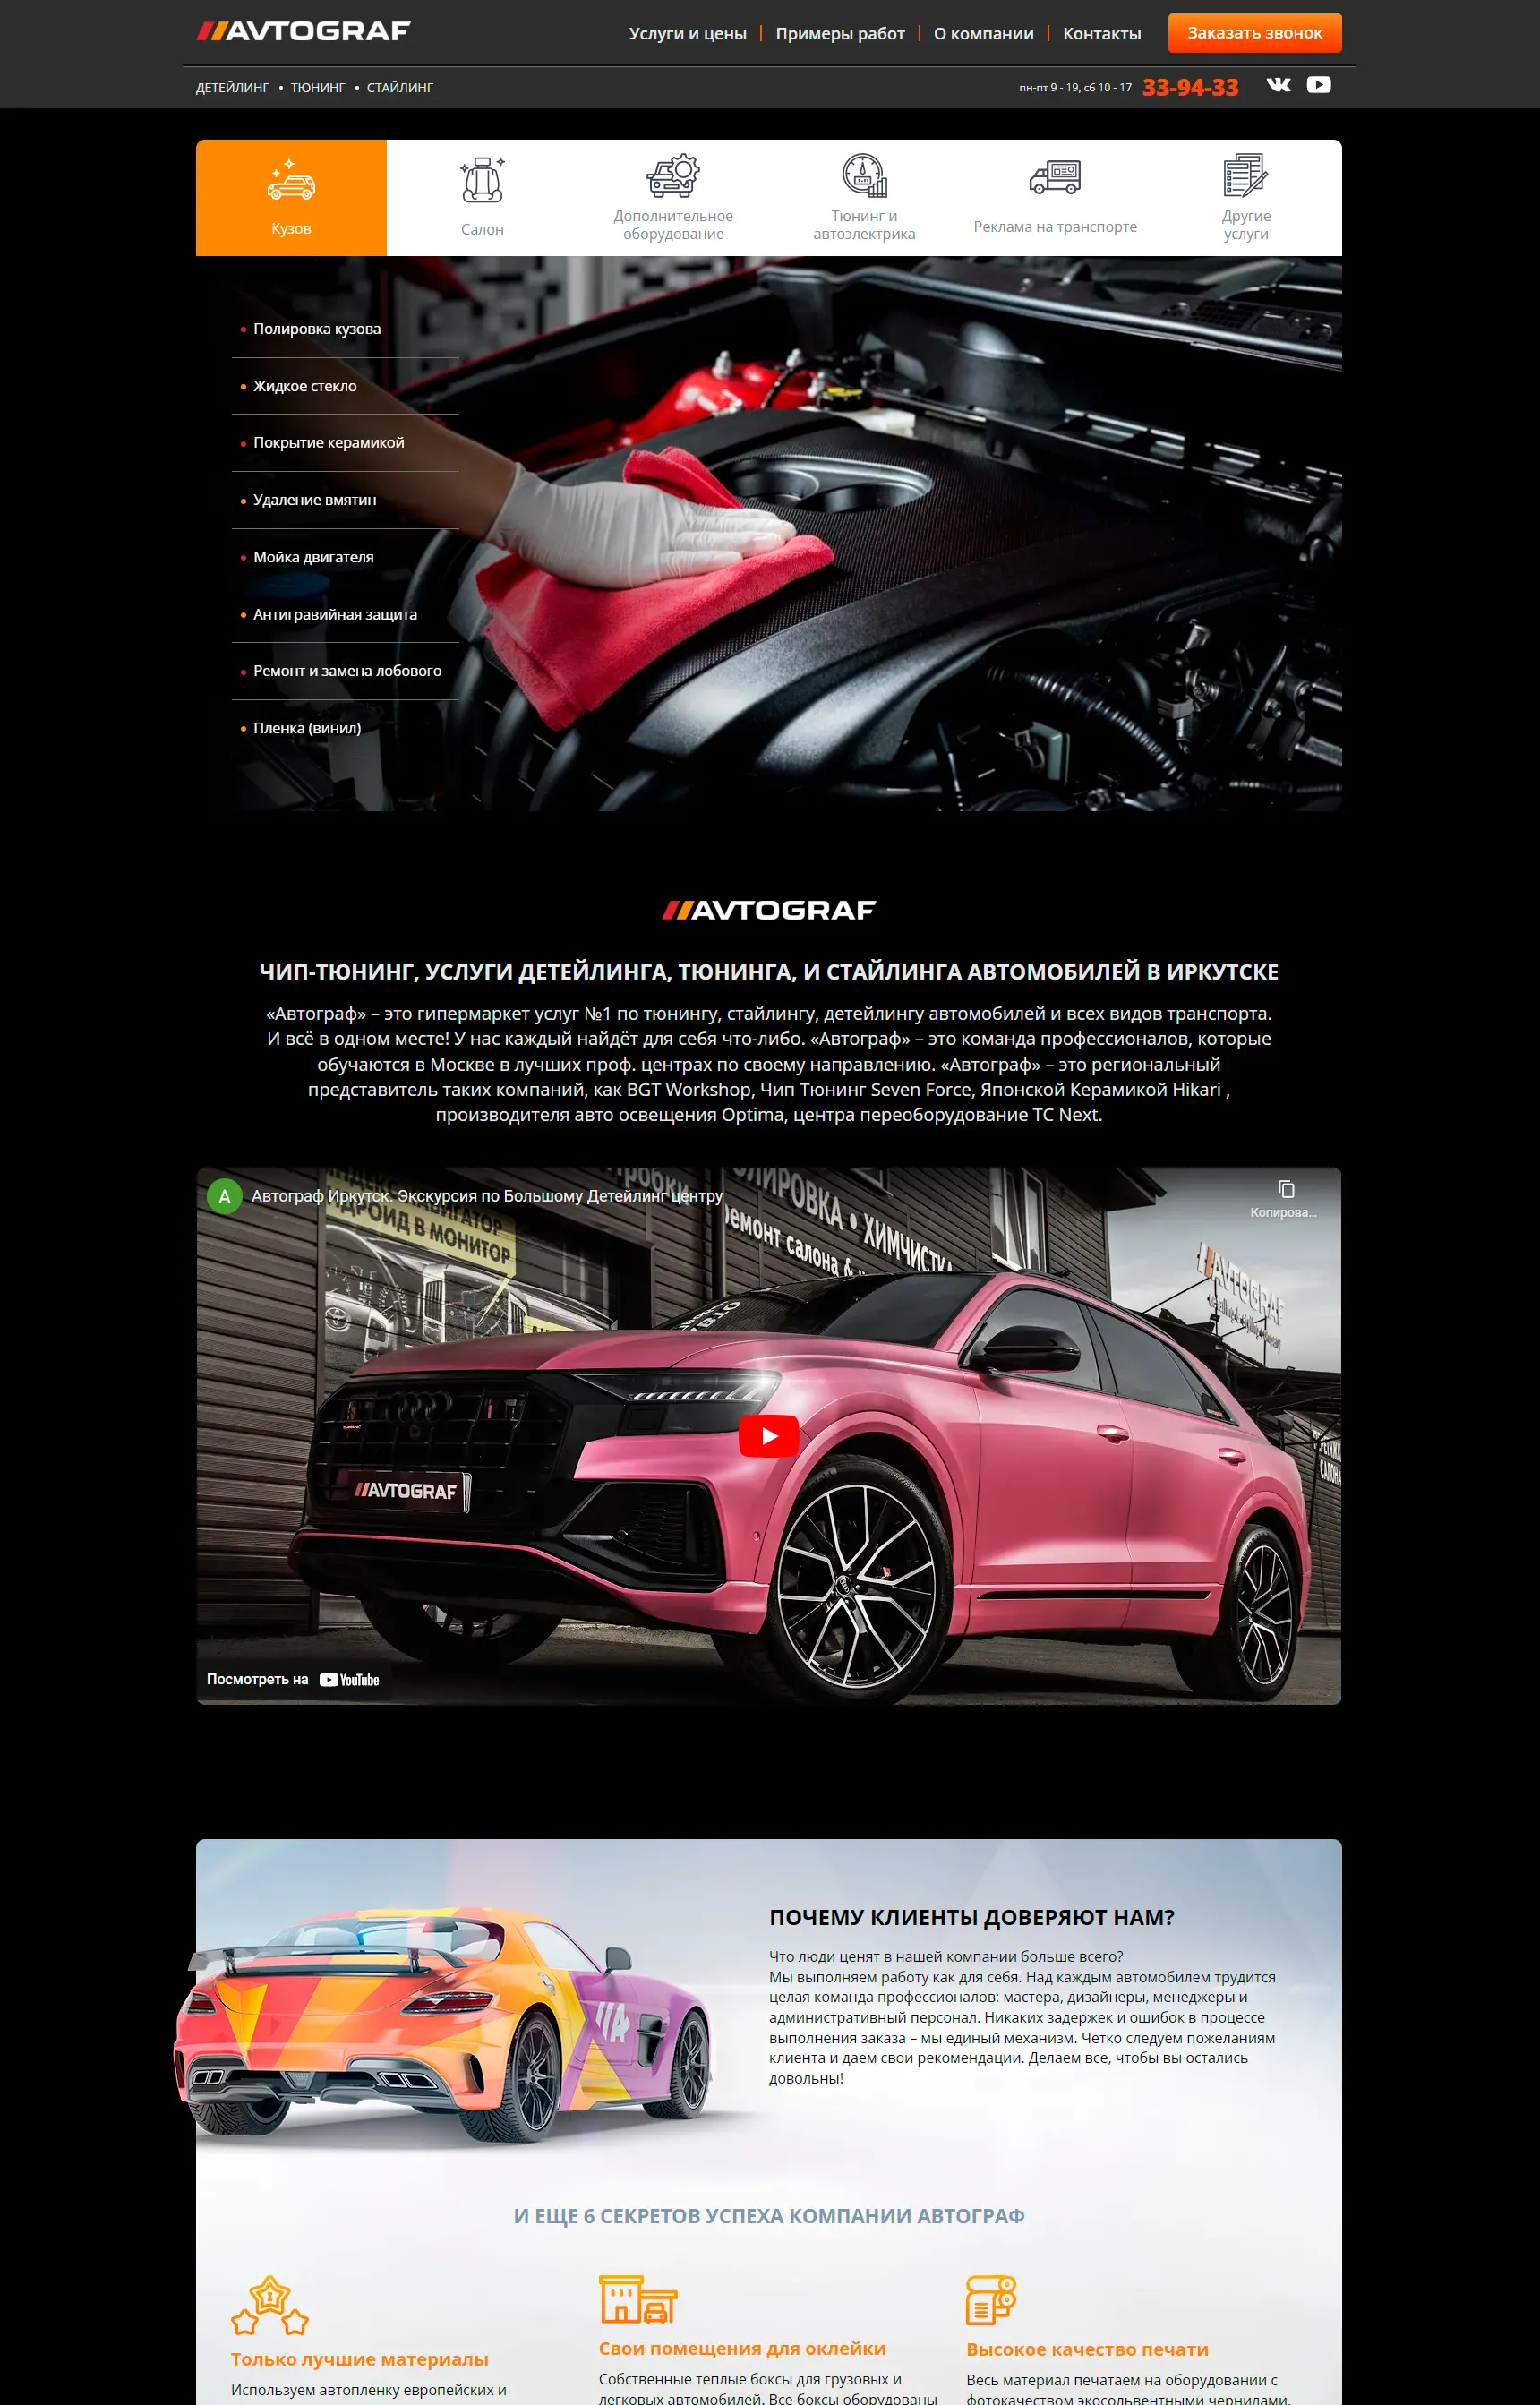 AVTOGRAF
Услуги и цены
Примеры работ
О компании
Контакты
Заказать звонок
ДЕТЕЙЛИНГ • ТЮНИНГ • СТАЙЛИНГ
пн-пт 9 - 19, сб 10 - 17
33-94-33
Кузов
Салон
Дополнительное
оборудование
Тюнинг и
автоэлектрика
Реклама на транспорте
Другие
услуги
Полировка кузова
Жидкое стекло
Покрытие керамикой
Удаление вмятин
Мойка двигателя
Антигравийная защита
Ремонт и замена лобового
Пленка (винил)
AVTOGRAF
ЧИП-ТЮНИНГ, УСЛУГИ ДЕТЕЙЛИНГА, ТЮНИНГА, И СТАЙЛИНГА АВТОМОБИЛЕЙ В ИРКУТСКЕ
«Автограф» – это гипермаркет услуг №1 по тюнингу, стайлингу, детейлингу автомобилей и всех видов транспорта.
И всё в одном месте! У нас каждый найдёт для себя что-либо. «Автограф» – это команда профессионалов, которые
обучаются в Москве в лучших проф. центрах по своему направлению. «Автограф» – это региональный
представитель таких компаний, как BGT Workshop, Чип Тюнинг Seven Force, Японской Керамикой Hikari ,
производителя авто освещения Optima, центра переоборудование ТС Next.
А
Автограф Иркутск. Экскурсия по Большому Детейлинг центру
Копирова...
В МОНИТОР
ХИМЧИСТК
салона &
AVTOGRAF
AVTOGRAF
Посмотреть на YouTube
ПОЧЕМУ КЛИЕНТЫ ДОВЕРЯЮТ НАМ?
Что люди ценят в нашей компании больше всего?
Мы выполняем работу как для себя. Над каждым автомобилем трудится
целая команда профессионалов: мастера, дизайнеры, менеджеры и
административный персонал. Никаких задержек и ошибок в процессе
выполнения заказа – мы единый механизм. Четко следуем пожеланиям
клиента и даем свои рекомендации. Делаем все, чтобы вы остались
довольны!
И ЕЩЕ 6 СЕКРЕТОВ УСПЕХА КОМПАНИИ АВТОГРАФ
Только лучшие материалы
Используем автопленку европейских и
Свои помещения для оклейки
Собственные теплые боксы для грузовых и
легковых автомобилей. Все боксы оборудованы
Высокое качество печати
Весь материал печатаем на оборудовании с
фотокачеством экосольвентными чернилами.